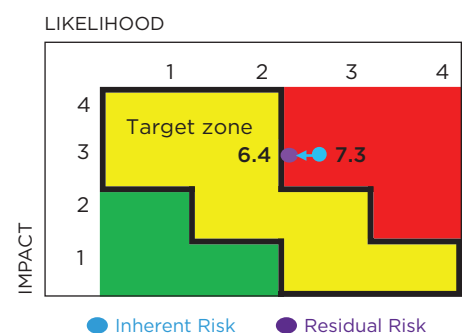 LIKELIHOOD
1 2 3 4
4
Target zone
3 6.4 7.3
2
1
IMPACT
Inherent Risk Residual Risk